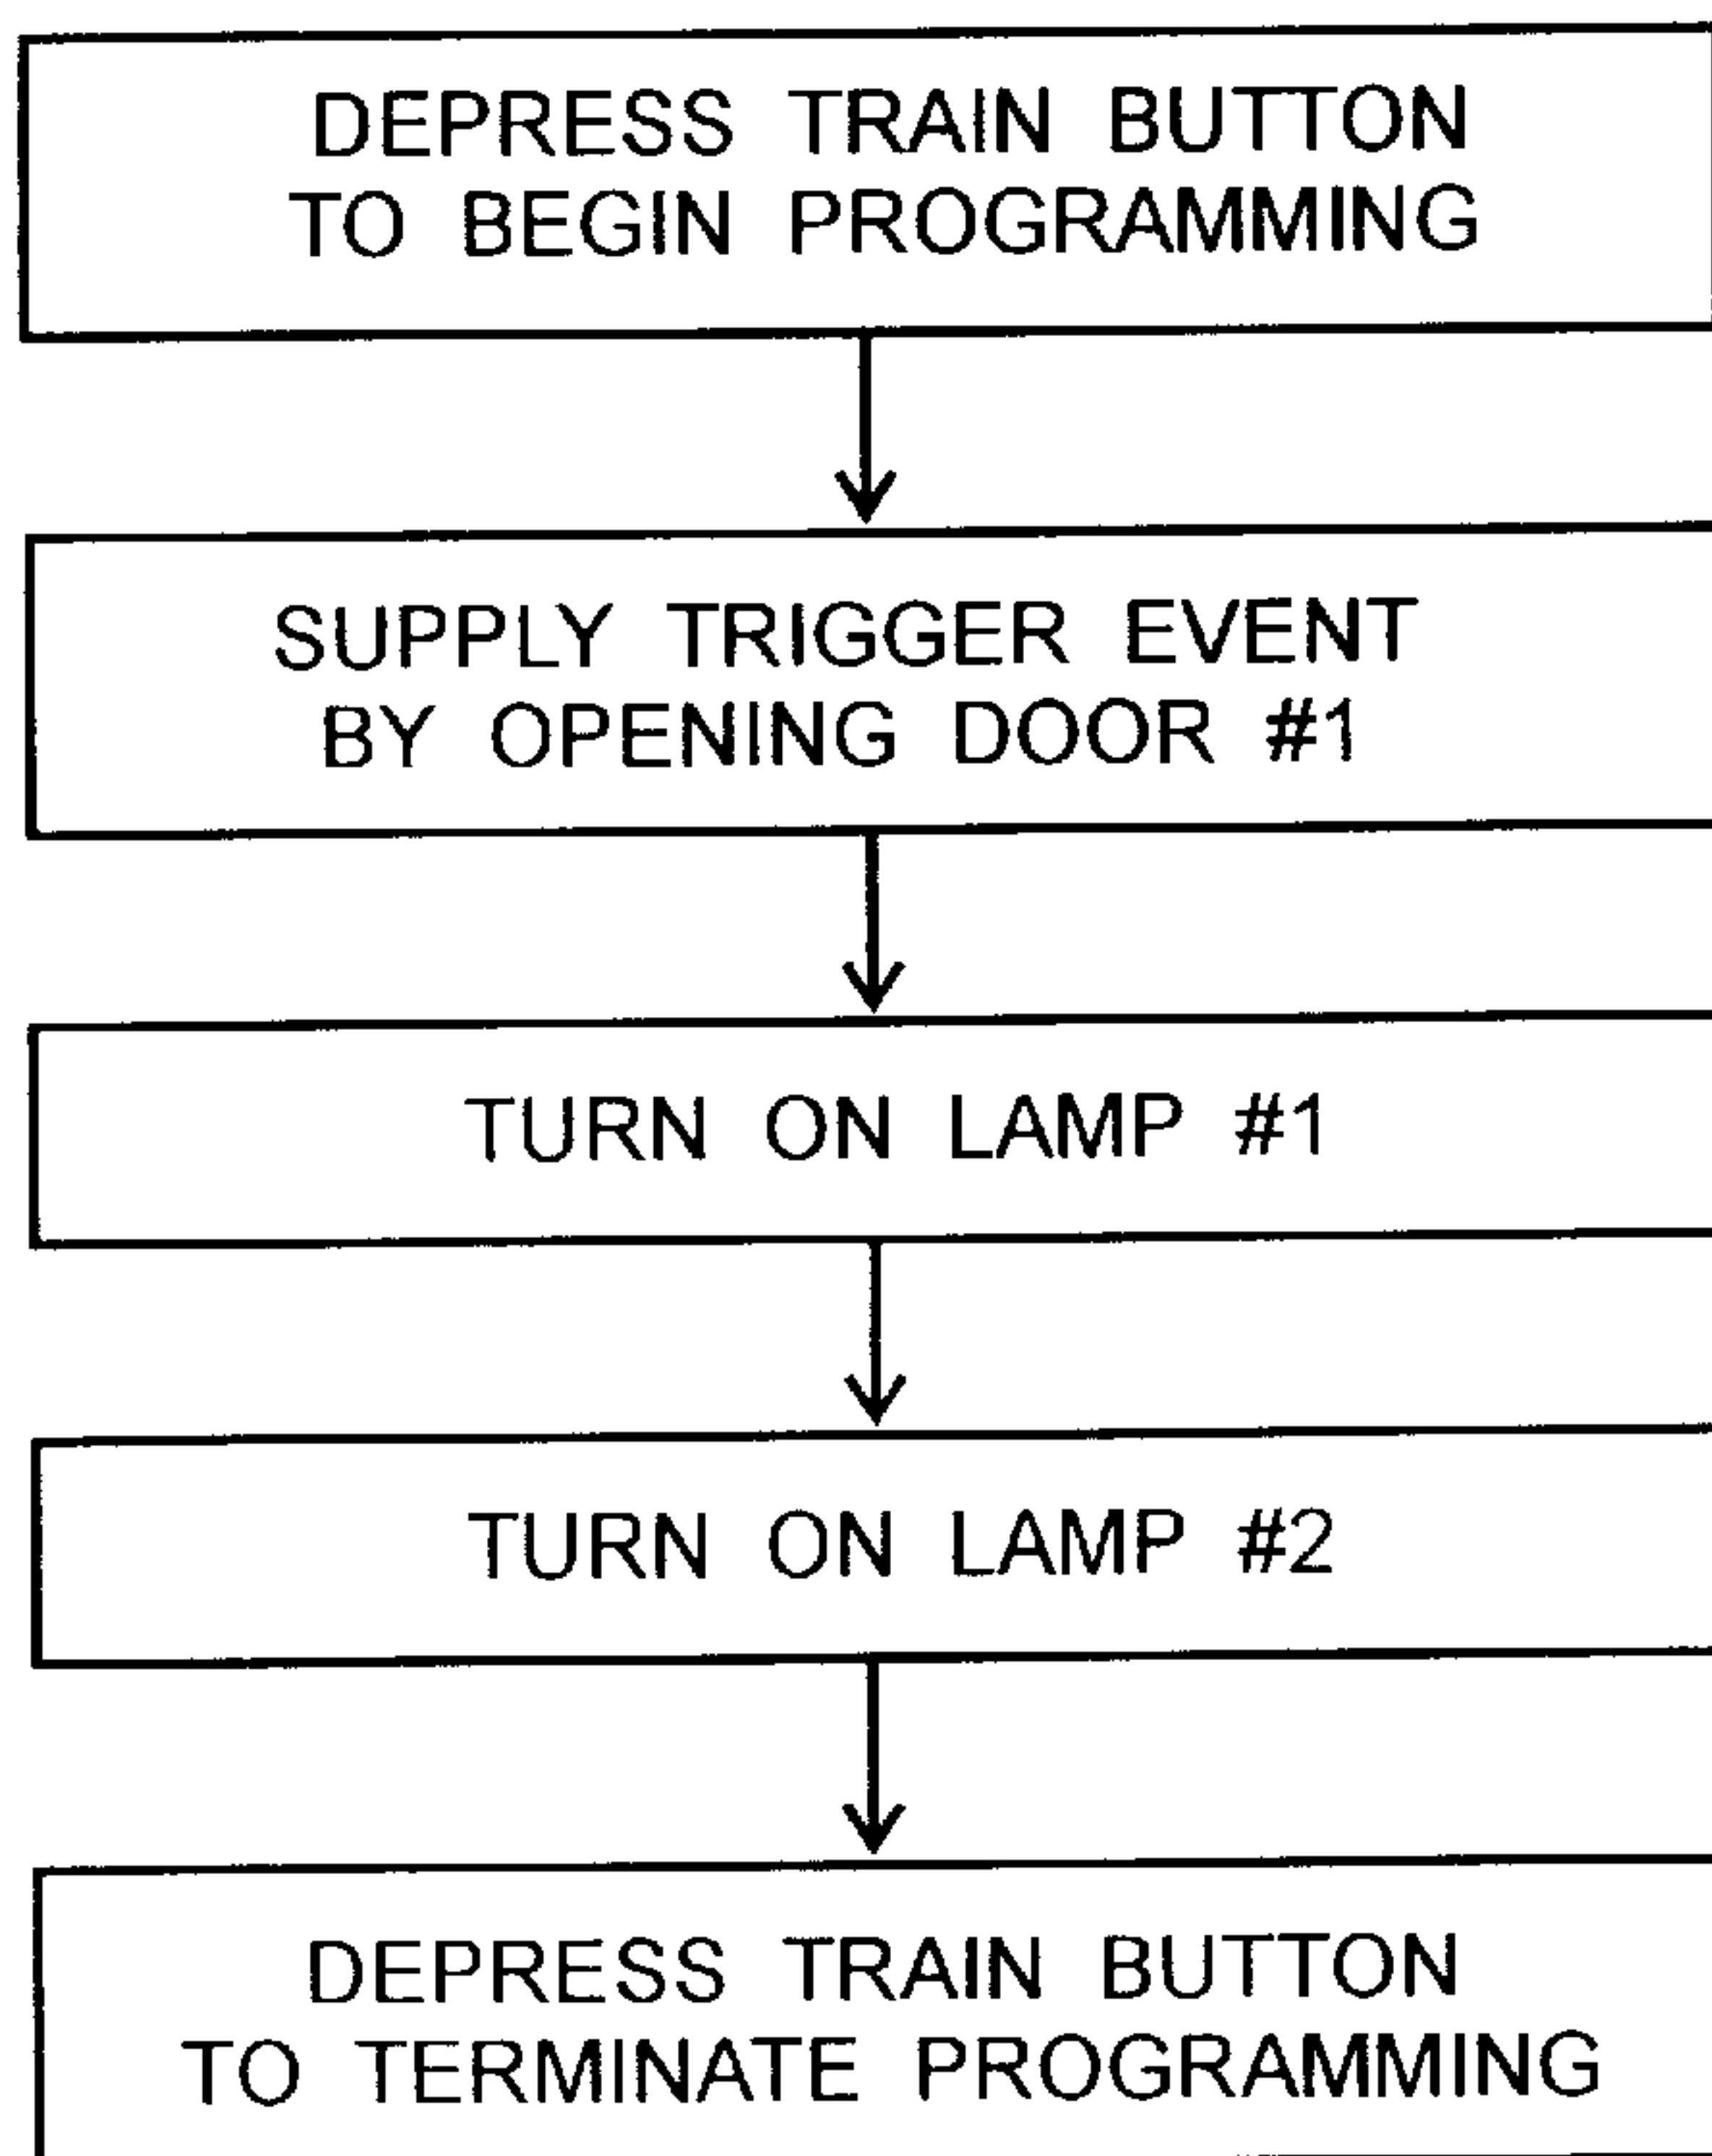 DEPRESS TRAIN BUTTON
TO BEGIN PROGRAMMING
SUPPLY TRIGGER EVENT
BY OPENING DOOR #1
TURN ON LAMP #1
TURN ON LAMP #2
DEPRESS TRAIN BUTTON
TO TERMINATE PROGRAMMING